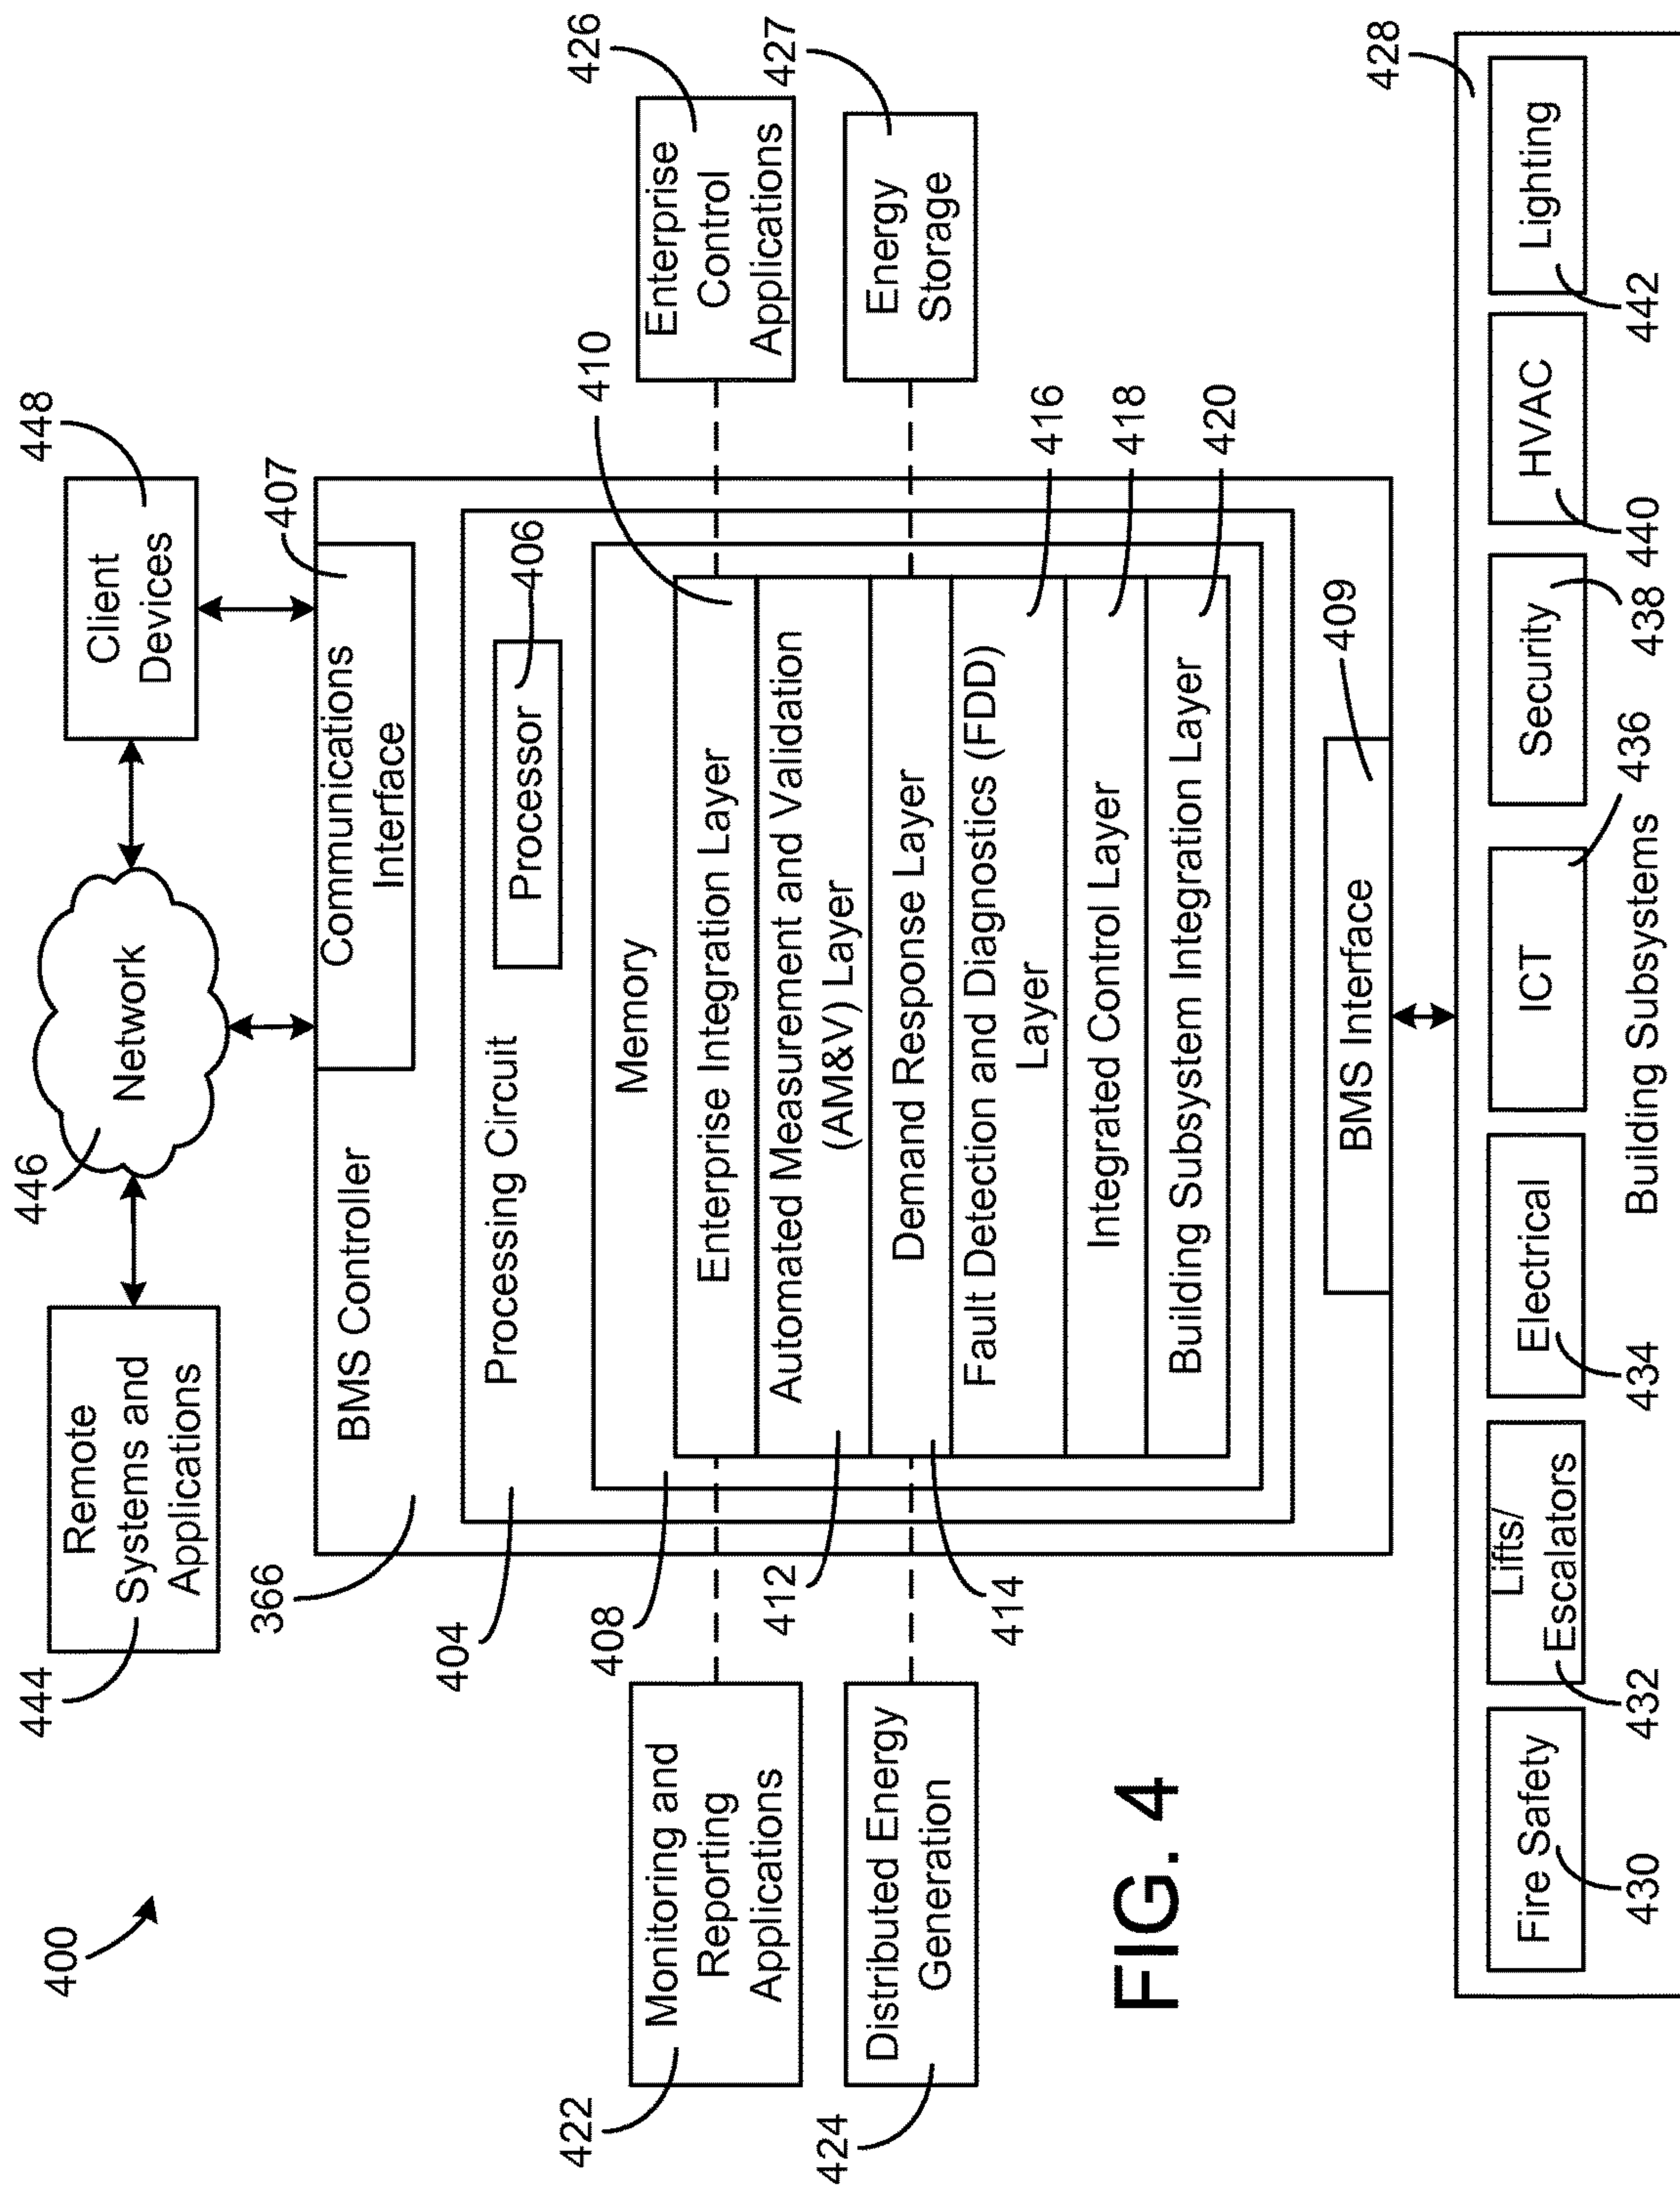 400
444
Remote
Systems and
Applications
446
Network
Client
Devices
448
366
BMS Controller
Communications
Interface
407
404
Processing Circuit
Processor
406
408
Memory
410
Enterprise Integration Layer
412
Automated Measurement and Validation
(AM&V) Layer
414
Demand Response Layer
Fault Detection and Diagnostics (FDD)
Layer
416
Integrated Control Layer
418
Building Subsystem Integration Layer
420
BMS Interface
409
422
Monitoring and
Reporting
Applications
424
Distributed Energy
Generation
Enterprise
Control
Applications
426
Energy
Storage
427
FIG. 4
428
Fire Safety
430
Lifts/
Escalators
432
Electrical
434
ICT
436
Security
438
HVAC
440
Lighting
442
Building Subsystems